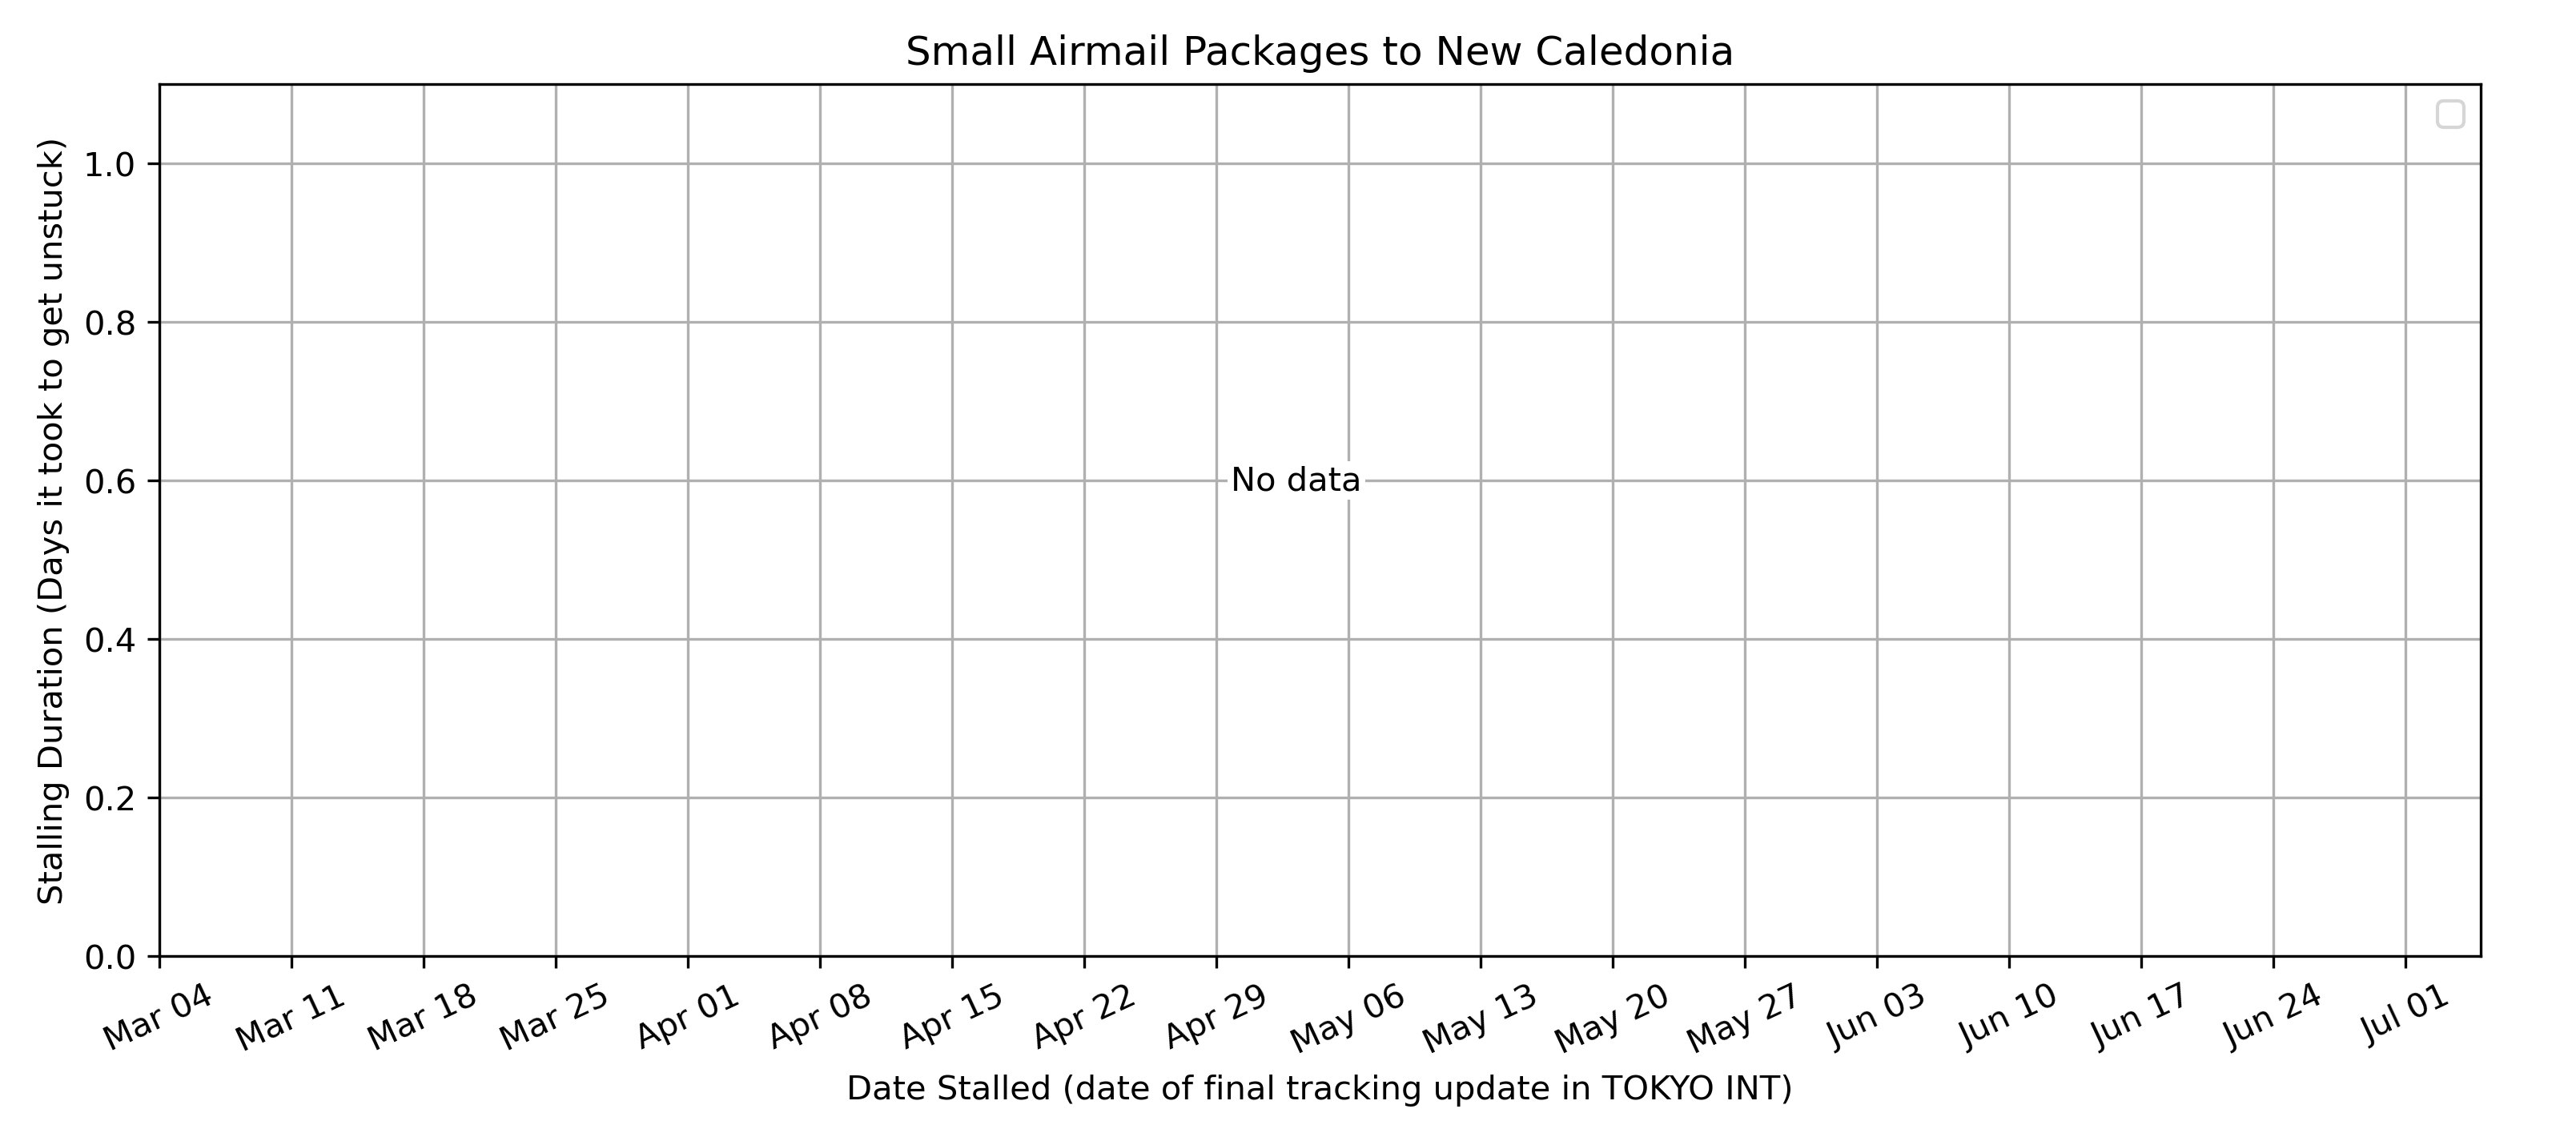 Small Airmail Packages to New Caledonia
Stalling Duration (Days it took to get unstuck)
1.0
0.8
0.6
0.4
0.2
0.0
No data
Mar 04
Mar 11
Mar 18
Mar 25
Apr 01
Apr 08
Apr 15
Apr 22
Apr 29
May 06
May 13
May 20
May 27
Jun 03
Jun 10
Jun 17
Jun 24
Jul 01
Date Stalled (date of final tracking update in TOKYO INT)